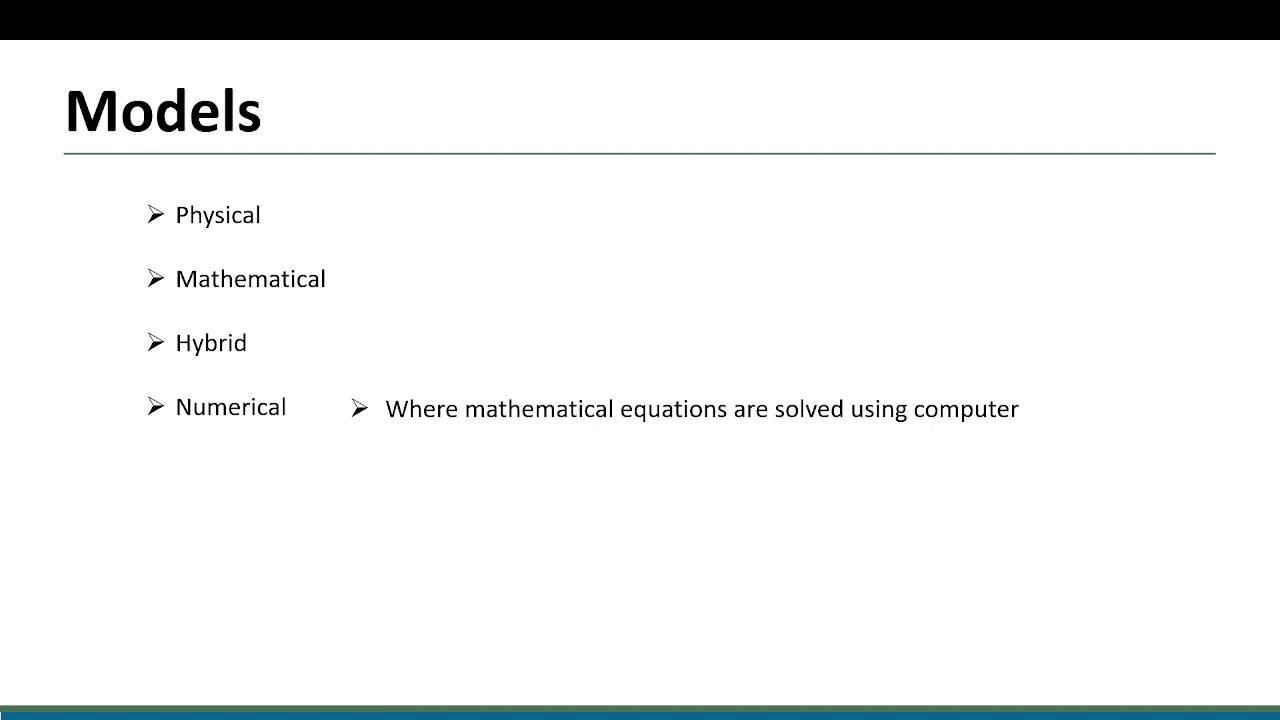 Models
Physical
Mathematical
Hybrid
Numerical
Where mathematical equations are solved using computer